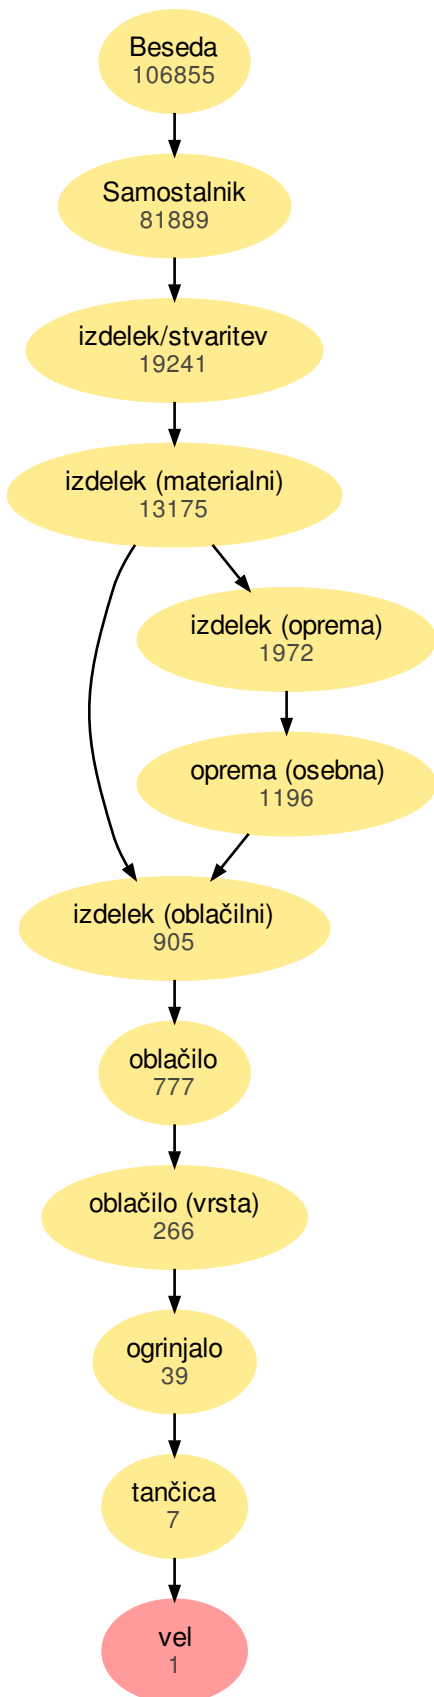 Beseda
106855
Samostalnik
81889
izdelek/stvaritev
19241
izdelek (materialni)
13175
izdelek (oprema)
1972
oprema (osebna)
1196
izdelek (oblačilni)
905
oblačilo
777
oblačilo (vrsta)
266
ogrinjalo
39
tančica
7
vel
1